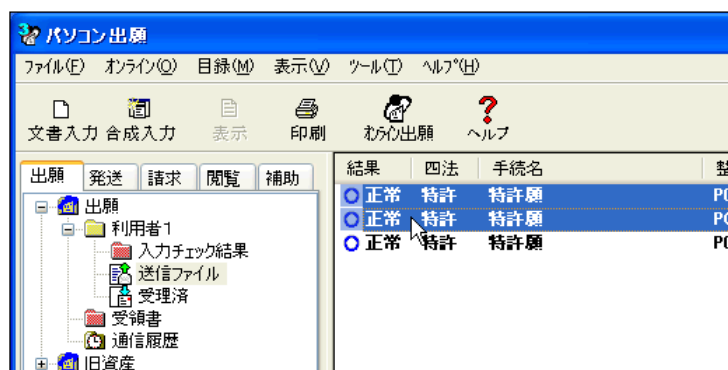 パソコン出願
ファイル(F) オンライン(O) 目録(M) 表示(V) ツール(T) ヘルプ(H)
文書入力 合成入力 表示 印刷 オンライン出願 ヘルプ
出願 発送 請求 閲覧 補助
結果 四法 手続名 整
出願
利用者1
入力チェック結果
送信ファイル
受理済
受領書
通信履歴
旧資産
正常 特許 特許願
正常 特許 特許願
正常 特許 特許願